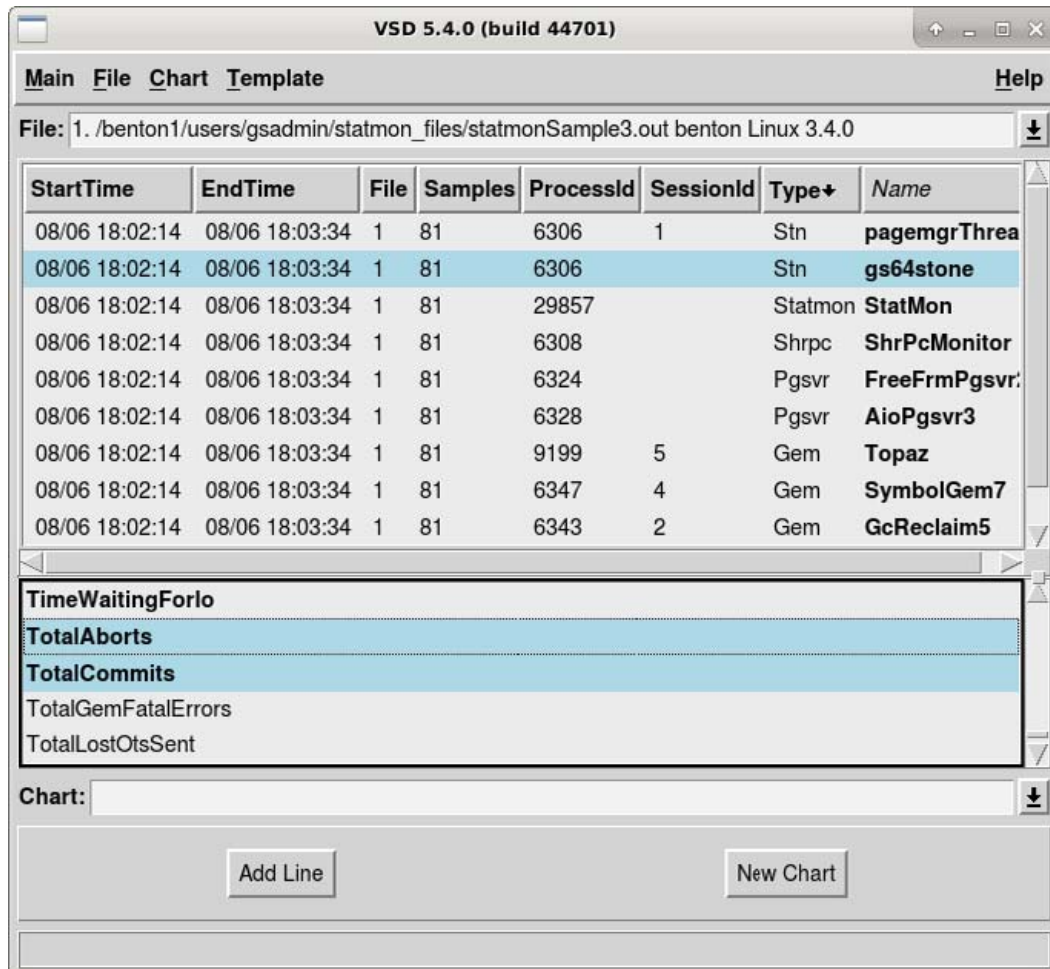 VSD 5.4.0 (build 44701)
Main File Chart Template Help
File: 1. /benton1/users/gsadmin/statmon_files/statmonSample3.out benton Linux 3.4.0
StartTime EndTime File Samples ProcessId SessionId Type Name
08/06 18:02:14 08/06 18:03:34 1 81 6306 1 Stn pagemgrThrea
08/06 18:02:14 08/06 18:03:34 1 81 6306 Stn gs64stone
08/06 18:02:14 08/06 18:03:34 1 81 29857 Statmon StatMon
08/06 18:02:14 08/06 18:03:34 1 81 6308 Shrpc ShrPcMonitor
08/06 18:02:14 08/06 18:03:34 1 81 6324 Pgsvr FreeFrmPgsvr
08/06 18:02:14 08/06 18:03:34 1 81 6328 Pgsvr AioPgsvr3
08/06 18:02:14 08/06 18:03:34 1 81 9199 5 Gem Topaz
08/06 18:02:14 08/06 18:03:34 1 81 6347 4 Gem SymbolGem7
08/06 18:02:14 08/06 18:03:34 1 81 6343 2 Gem GcReclaim5
TimeWaitingForIo
TotalAborts
TotalCommits
TotalGemFatalErrors
TotalLostOtsSent
Chart:
Add Line New Chart